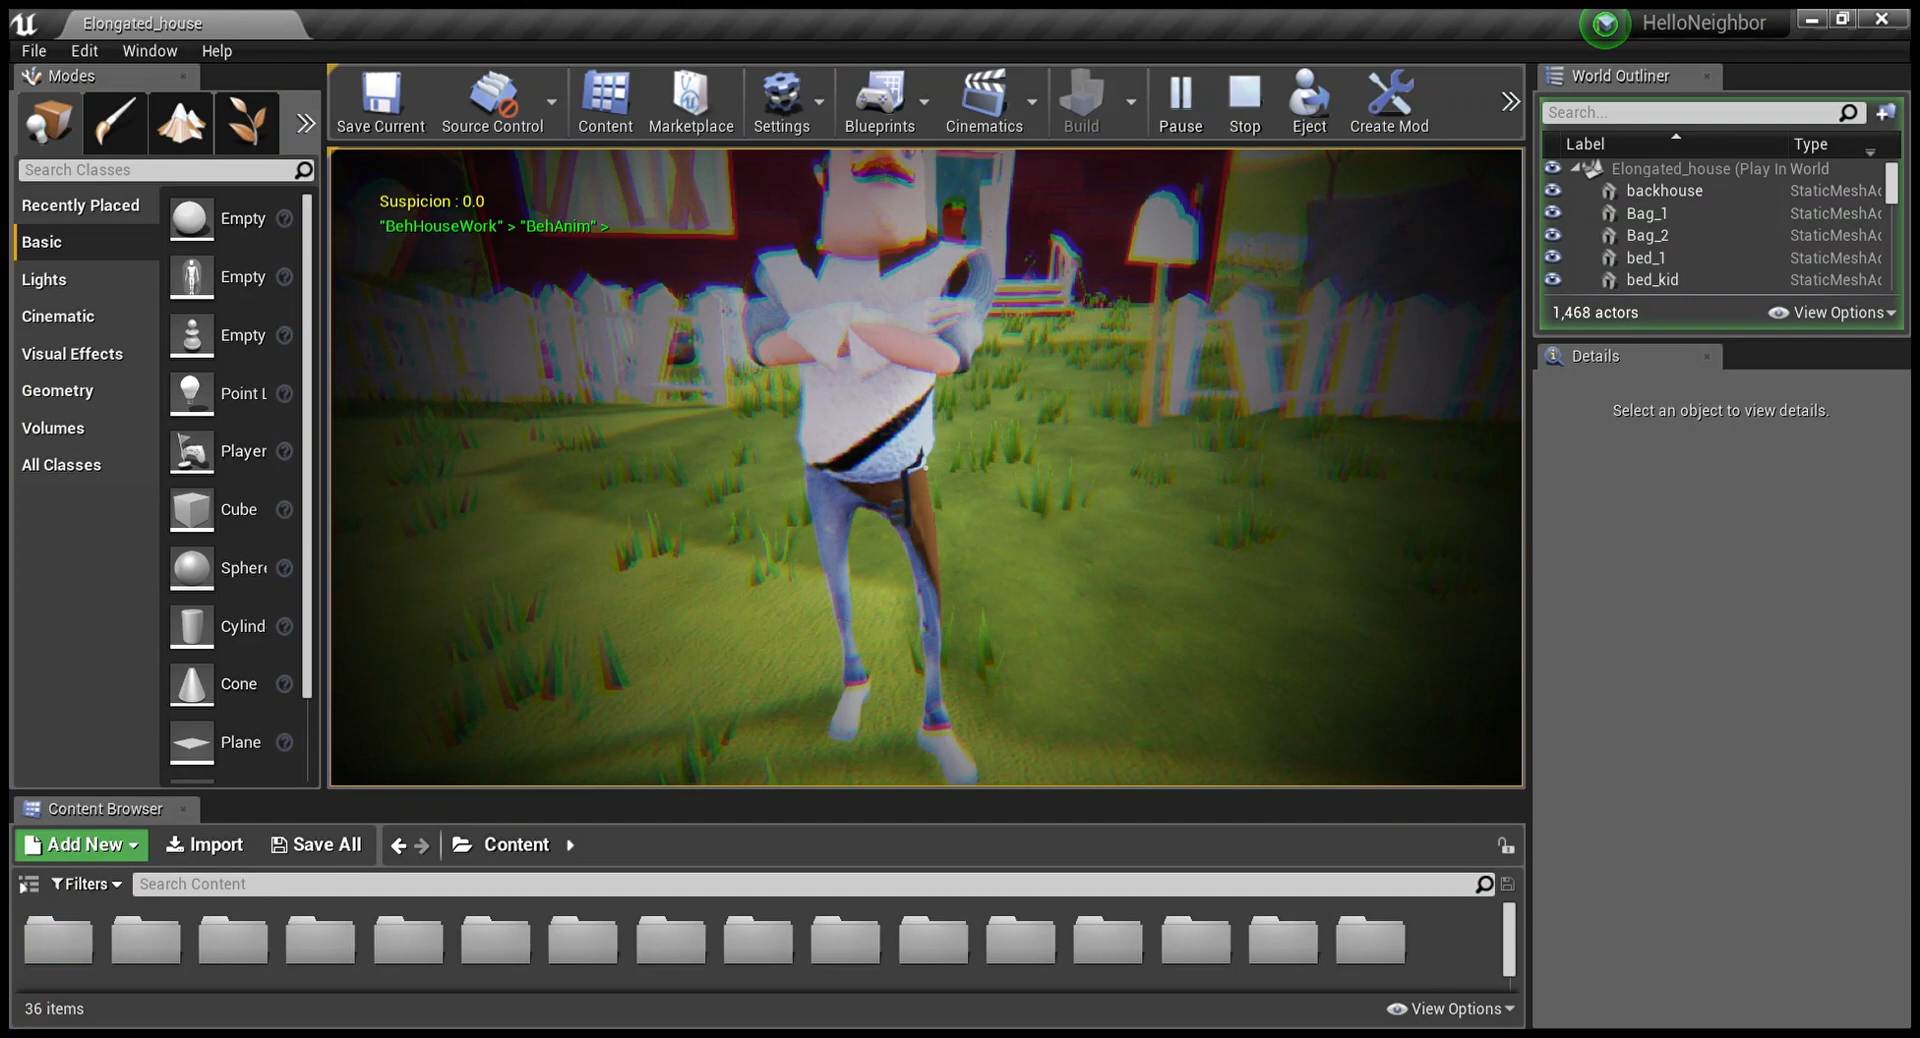 Elongated_house
HelloNeighbor
File Edit Window Help
Modes
Search Classes
Recently Placed
Basic
Lights
Cinematic
Visual Effects
Geometry
Volumes
All Classes
Empty
Empty
Empty
Point L
Player
Cube
Sphere
Cylind
Cone
Plane
Save Current
Source Control
Content
Marketplace
Settings
Blueprints
Cinematics
Build
Pause
Stop
Eject
Create Mod
Suspicion : 0.0
"BehHouseWork" > "BehAnim" >
World Outliner
Search...
Label Type
Elongated_house (Play In World
backhouse StaticMeshAc
Bag_1 StaticMeshAc
Bag_2 StaticMeshAc
bed_1 StaticMeshAc
bed_kid StaticMeshAc
1,468 actors View Options
Details
Select an object to view details.
Content Browser
Add New Import Save All Content
Filters Search Content
36 items View Options